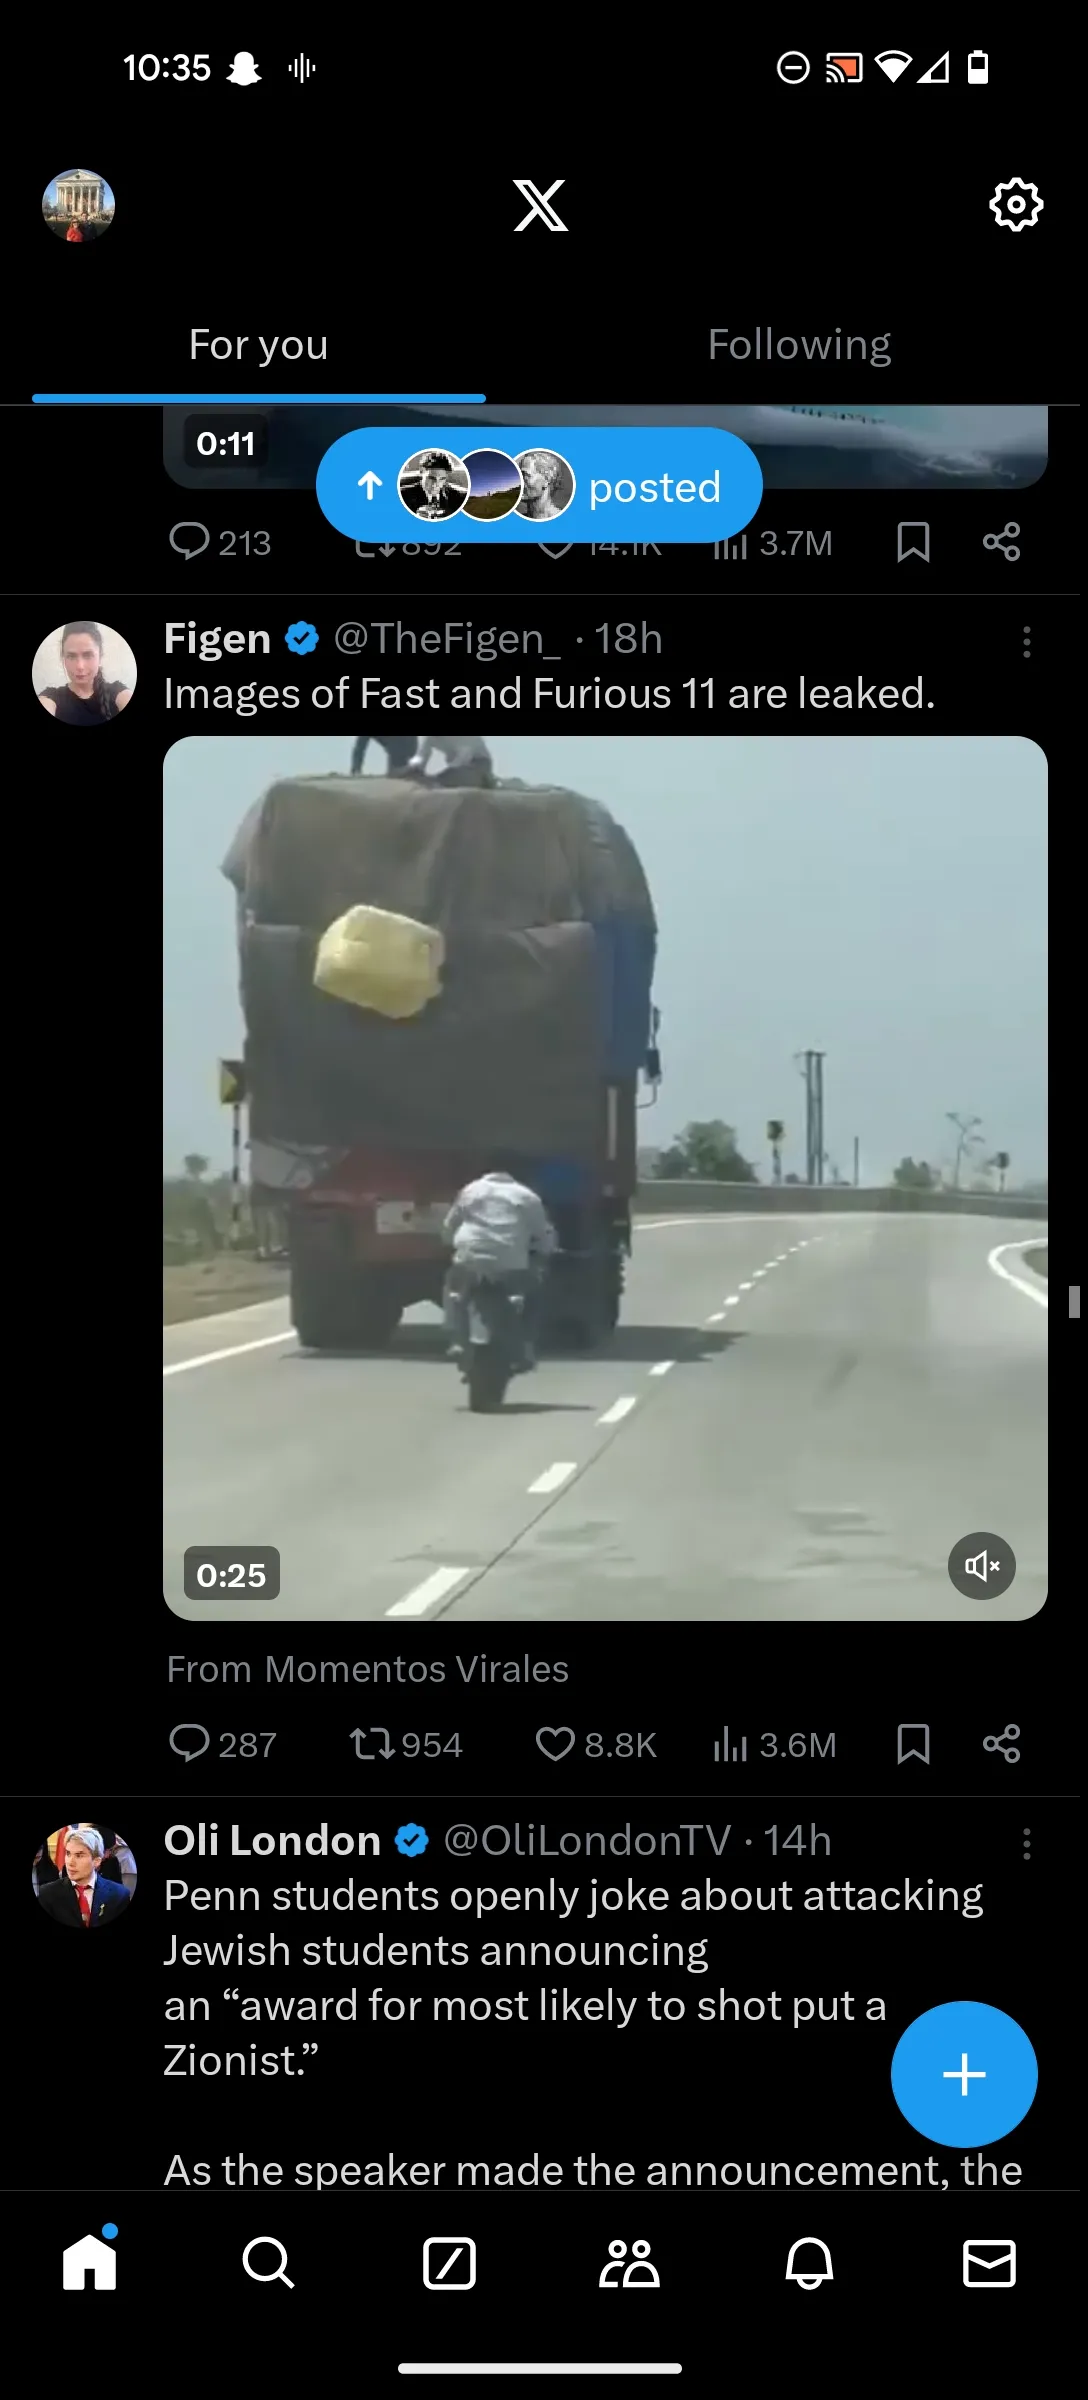 10:35
For you
Following
0:11
posted
213
892
14.1K
3.7M
Figen @TheFigen_ · 18h
Images of Fast and Furious 11 are leaked.
0:25
From Momentos Virales
287
954
8.8K
3.6M
Oli London @OliLondonTV · 14h
Penn students openly joke about attacking
Jewish students announcing
an “award for most likely to shot put a
Zionist.”
As the speaker made the announcement, the